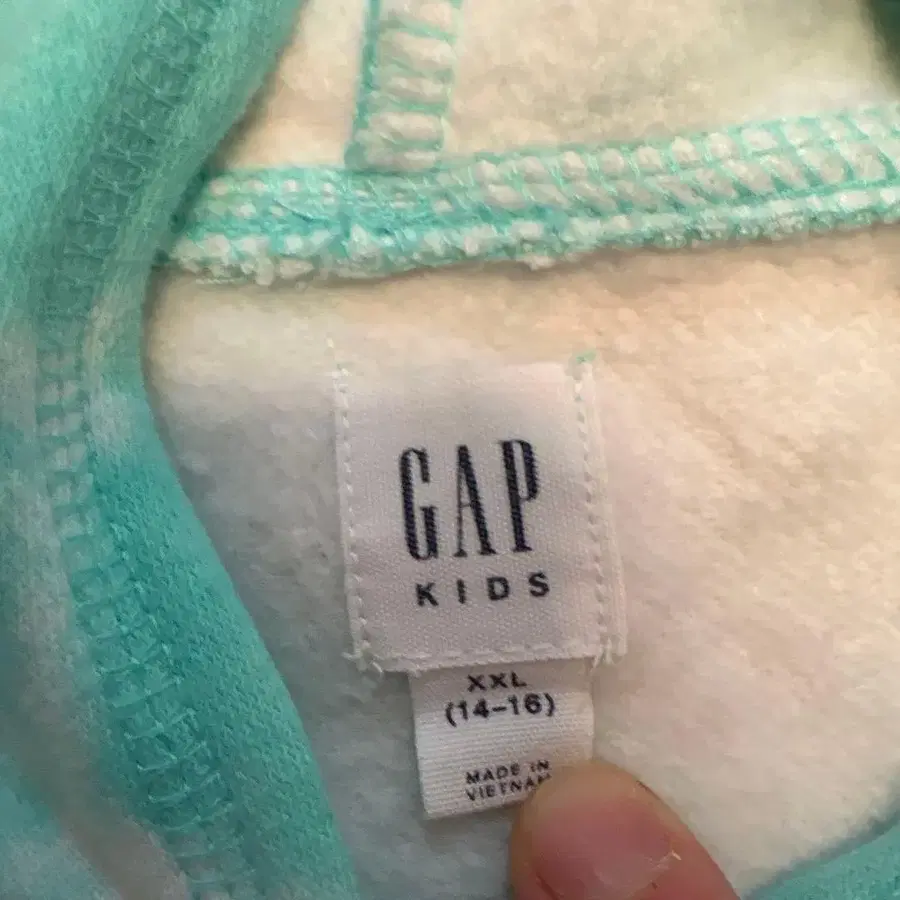 GAP
KIDS
XXL
(14-16)
MADE IN
VIETNAM